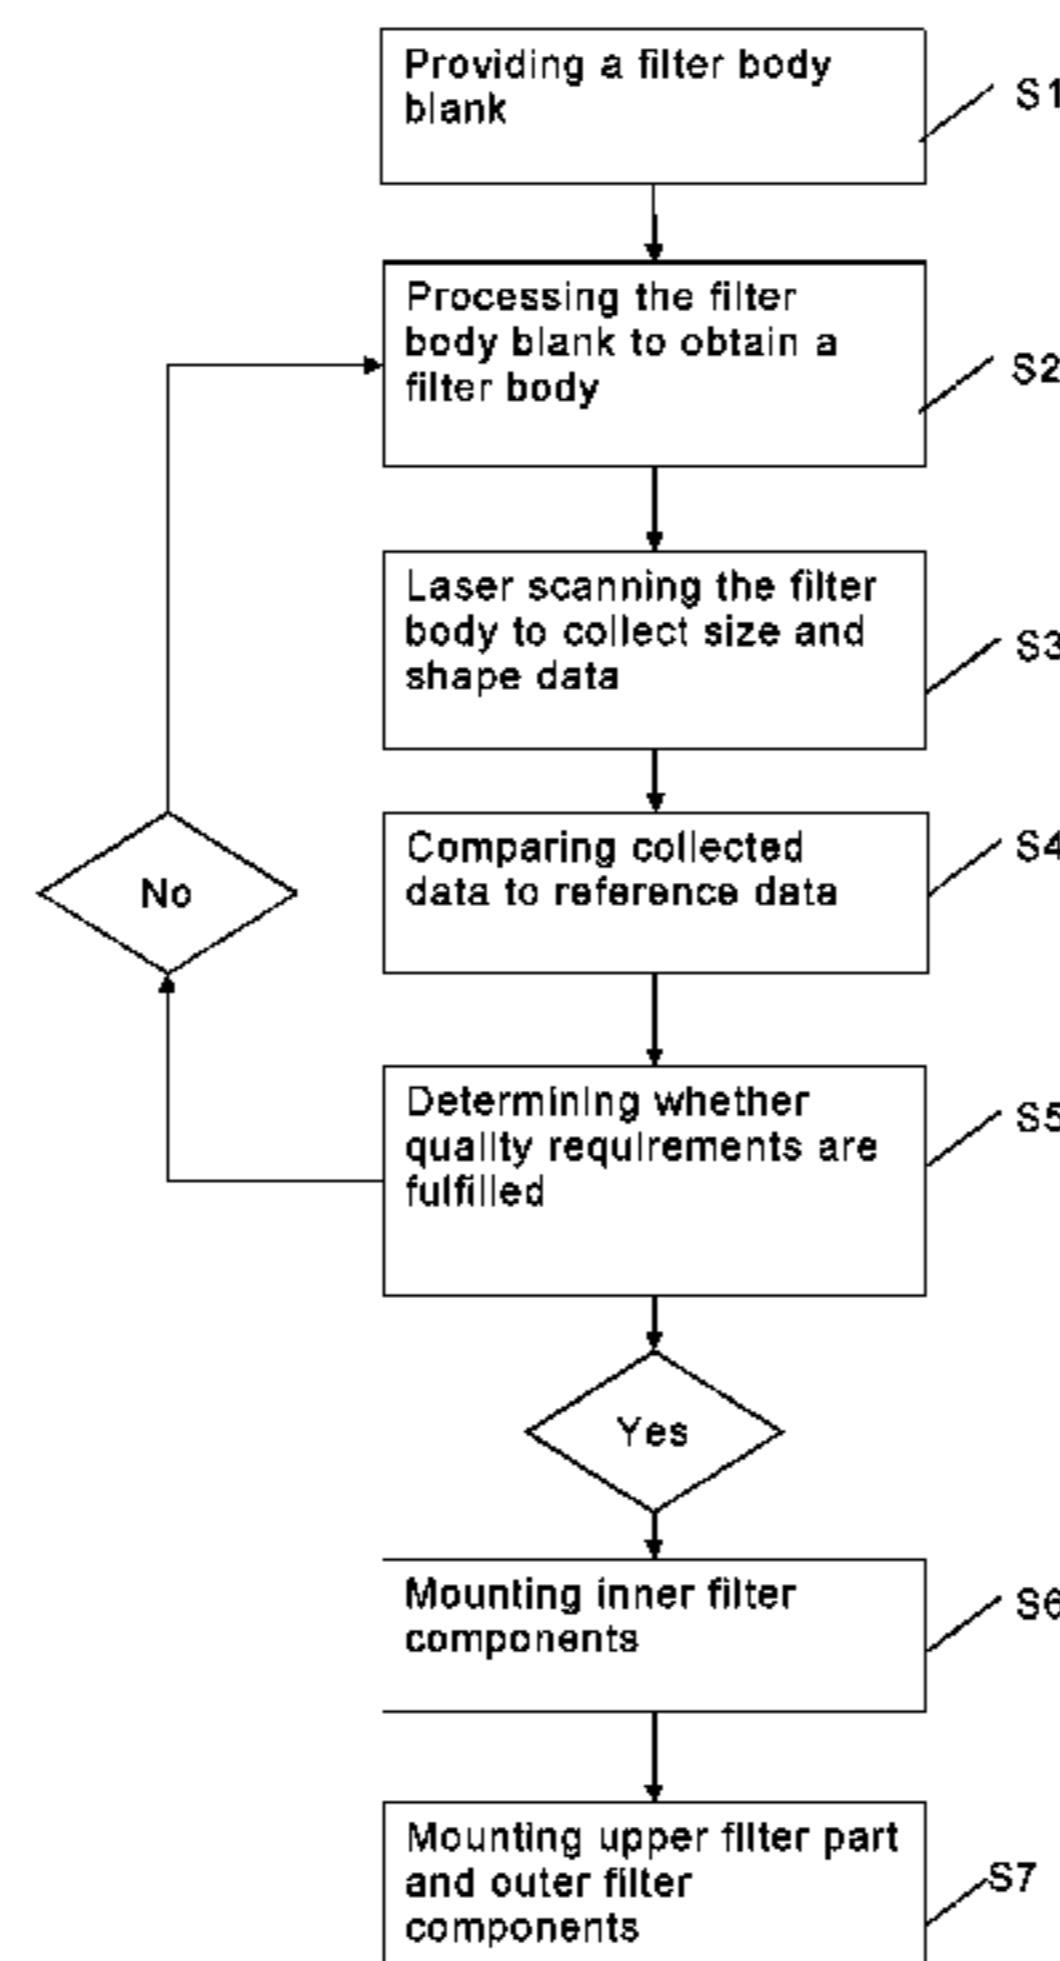 Providing a filter body
blank
S1
Processing the filter
body blank to obtain a
filter body
S2
Laser scanning the filter
body to collect size and
shape data
S3
Comparing collected
data to reference data
S4
No
Determining whether
quality requirements are
fulfilled
S5
Yes
Mounting inner filter
components
S6
Mounting upper filter part
and outer filter
components
S7